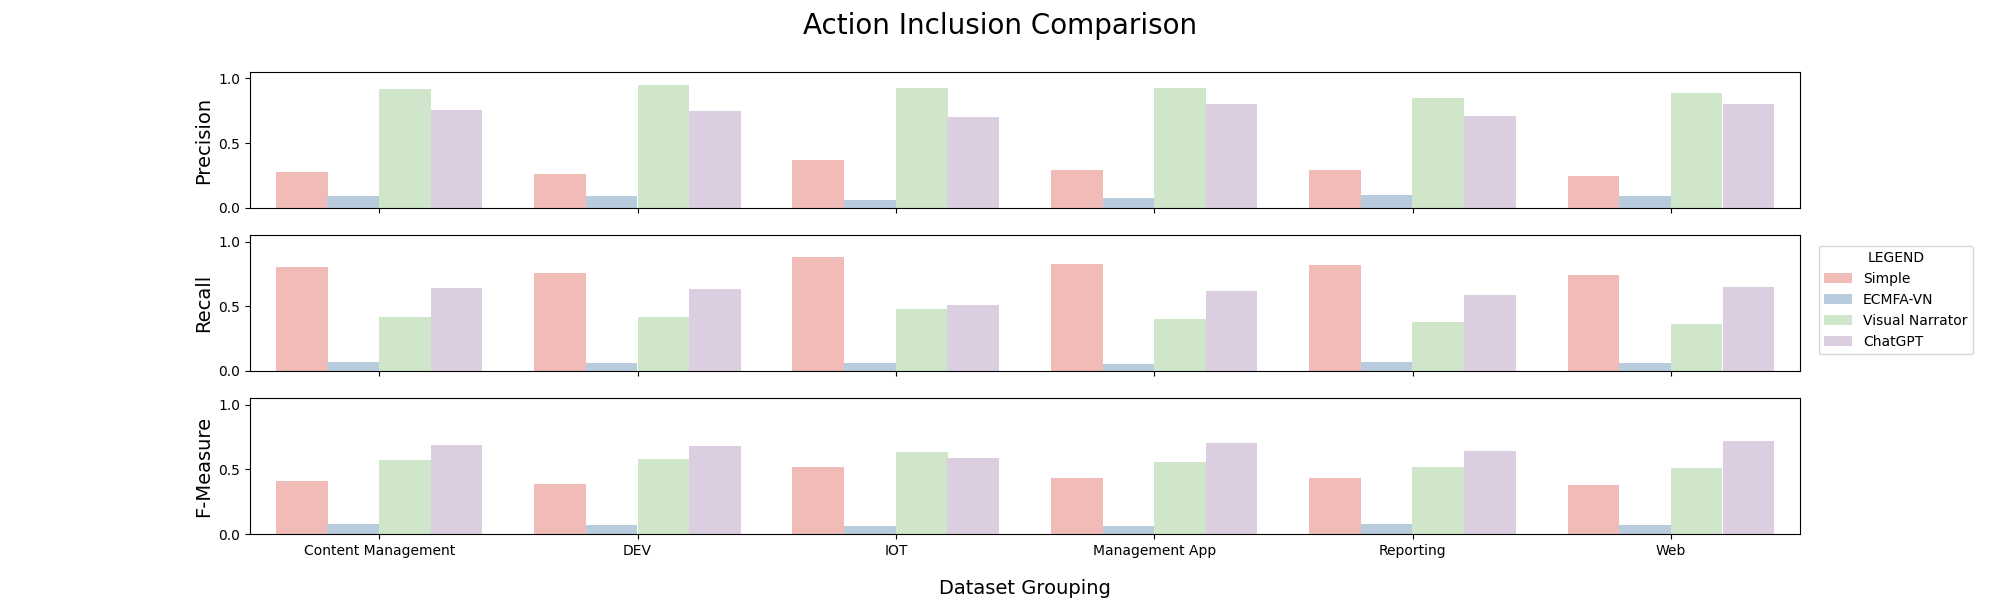 Action Inclusion Comparison
Precision
1.0
0.5
0.0
Recall
1.0
0.5
0.0
LEGEND
Simple
ECMFA-VN
Visual Narrator
ChatGPT
F-Measure
1.0
0.5
0.0
Content Management
DEV
IOT
Management App
Reporting
Web
Dataset Grouping